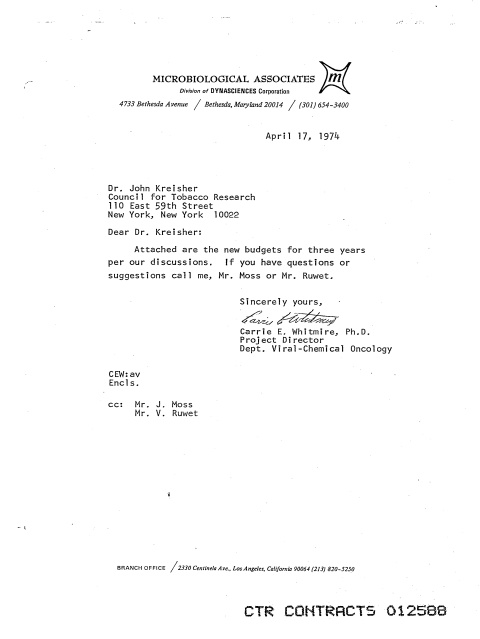 MICROBIOLOGICAL ASSOCIATES m
Division of DYNASCIENCES Corporation
4733 Bethesda Avenue / Bethesda, Maryland 20014 / (301) 654-3400
April 17, 1974
Dr. John Kreisher
Council for Tobacco Research
110 East 59th Street
New York, New York 10022
Dear Dr. Kreisher:
Attached are the new budgets for three years
per our discussions. If you have questions or
suggestions call me, Mr. Moss or Mr. Ruwet.
Sincerely yours,
Carrie E Whitmire
Carrie E. Whitmire, Ph.D.
Project Director
Dept. Viral-Chemical Oncology
CEW:av
Encls.
cc: Mr. J. Moss
Mr. V. Ruwet
BRANCH OFFICE / 2330 Centinela Ave., Los Angeles, California 90064 (213) 820-5250
CTR CONTRACTS 012588